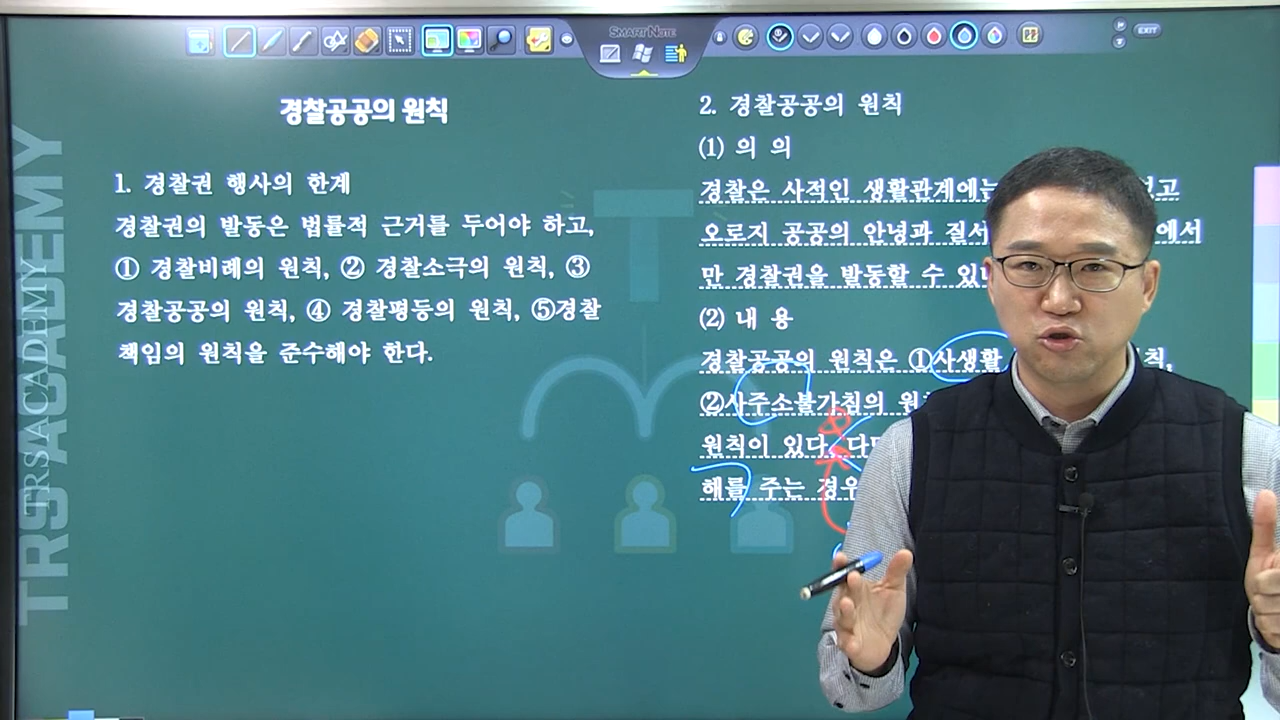 SMART NOTE
EXIT
TRS ACADEMY
TRS ACADEMY
경찰공공의 원칙
1. 경찰권 행사의 한계
경찰권의 발동은 법률적 근거를 두어야 하고,
① 경찰비례의 원칙, ② 경찰소극의 원칙, ③
경찰공공의 원칙, ④ 경찰평등의 원칙, ⑤경찰
책임의 원칙을 준수해야 한다.
2. 경찰공공의 원칙
(1) 의 의
경찰은 사적인 생활관계에는
오로지 공공의 안녕과 질서 에서
만 경찰권을 발동할 수 있
(2) 내 용
경찰공공의 원칙은 ①사생활 칙,
②사주소불가침의 원
원칙이 있다. 다
해를 주는 경우